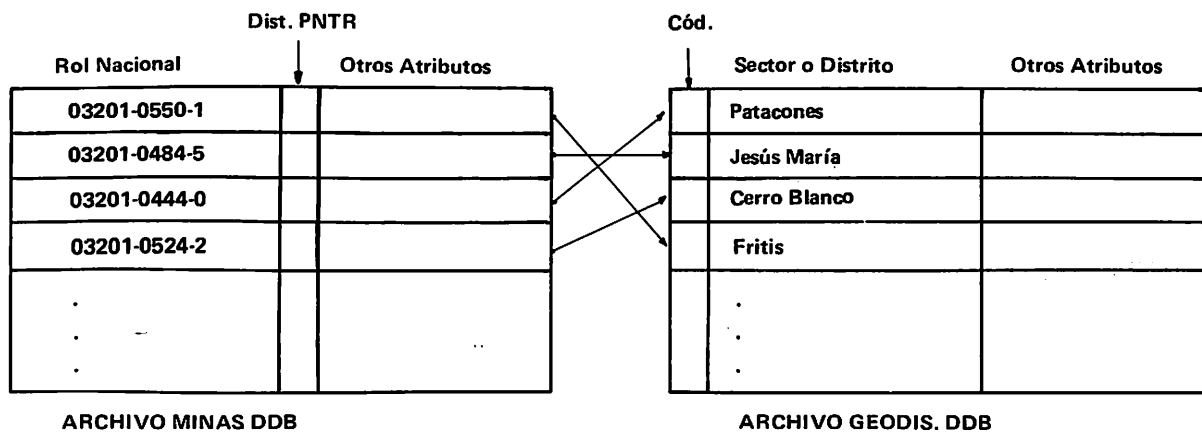 Dist. PNTR
Cód.
Rol Nacional
Otros Atributos
Sector o Distrito
Otros Atributos
03201-0550-1
Patacones
03201-0484-5
Jesús María
03201-0444-0
Cerro Blanco
03201-0524-2
Fritis
.
.
.
.
.
.
ARCHIVO MINAS DDB
ARCHIVO GEODIS. DDB